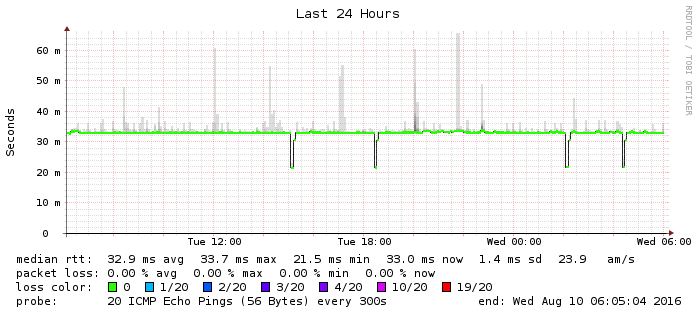 Last 24 Hours
RRDTOOL / TOBI OETIKER
Seconds
60 m
50 m
40 m
30 m
20 m
10 m
0
Tue 12:00 Tue 18:00 Wed 00:00 Wed 06:00
median rtt: 32.9 ms avg 33.7 ms max 21.5 ms min 33.0 ms now 1.4 ms sd 23.9 am/s
packet loss: 0.00 % avg 0.00 % max 0.00 % min 0.00 % now
loss color: 0 1/20 2/20 3/20 4/20 10/20 19/20
probe: 20 ICMP Echo Pings (56 Bytes) every 300s end: Wed Aug 10 06:05:04 2016